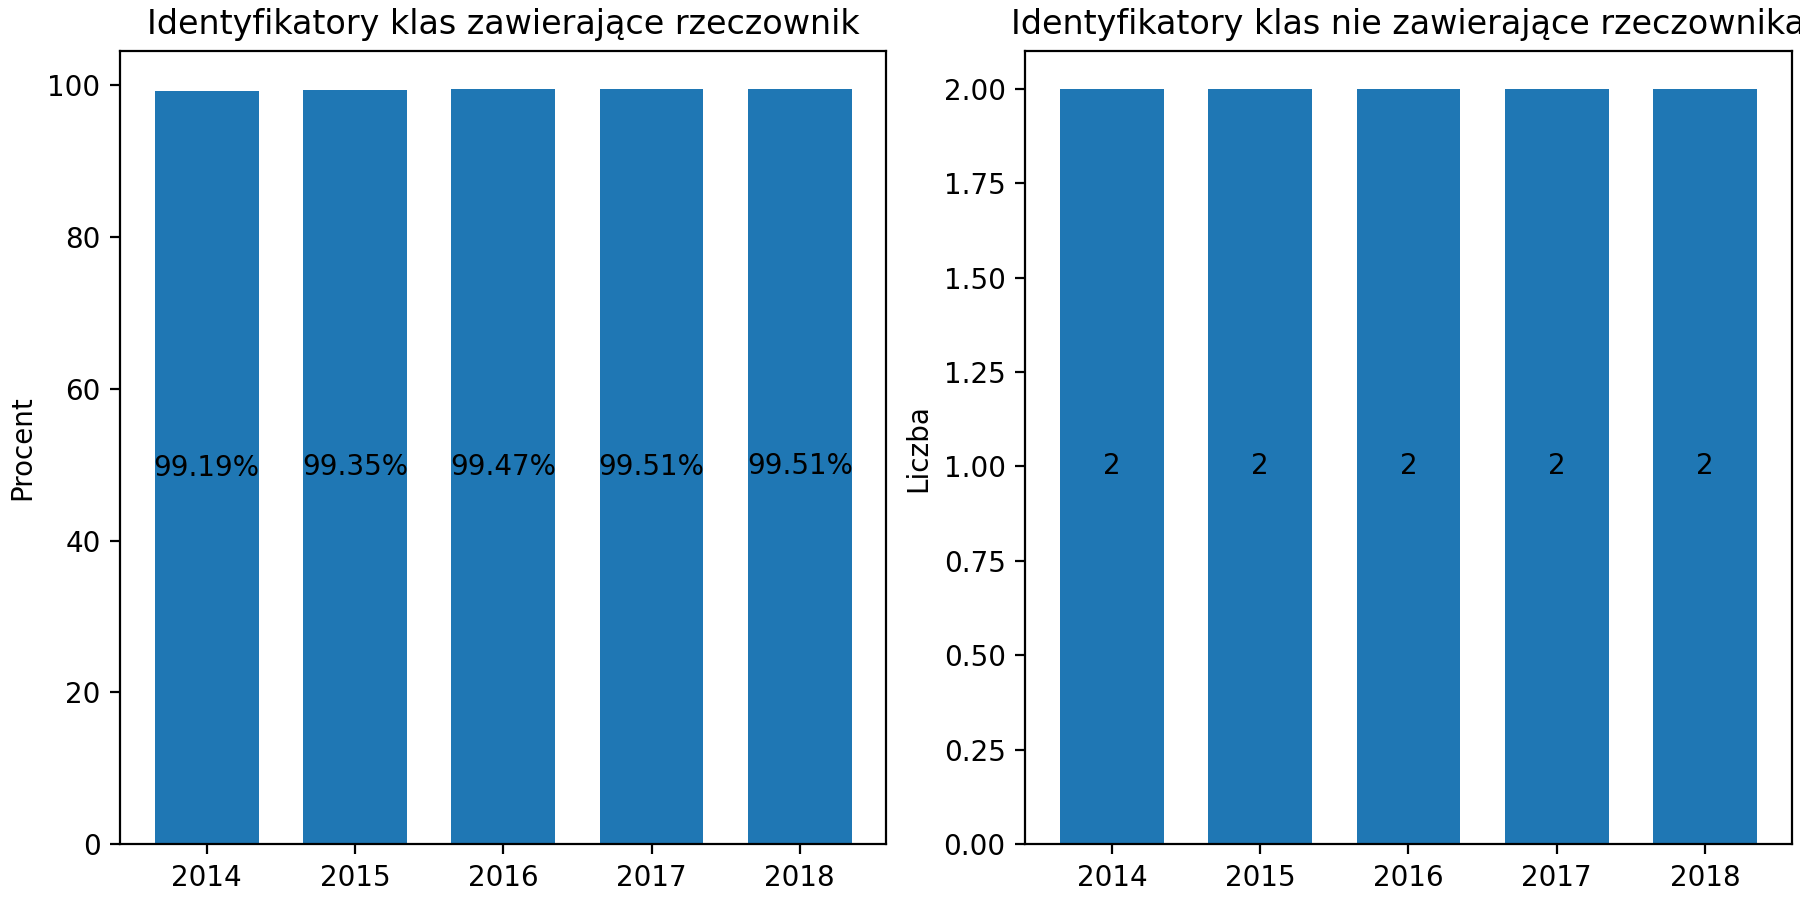 Identyfikatory klas zawierające rzeczownik
Procent
100
80
60
40
20
0
99.19% 99.35% 99.47% 99.51% 99.51%
2014 2015 2016 2017 2018
Identyfikatory klas nie zawierające rzeczownika
Liczba
2.00
1.75
1.50
1.25
1.00
0.75
0.50
0.25
0.00
2 2 2 2 2
2014 2015 2016 2017 2018